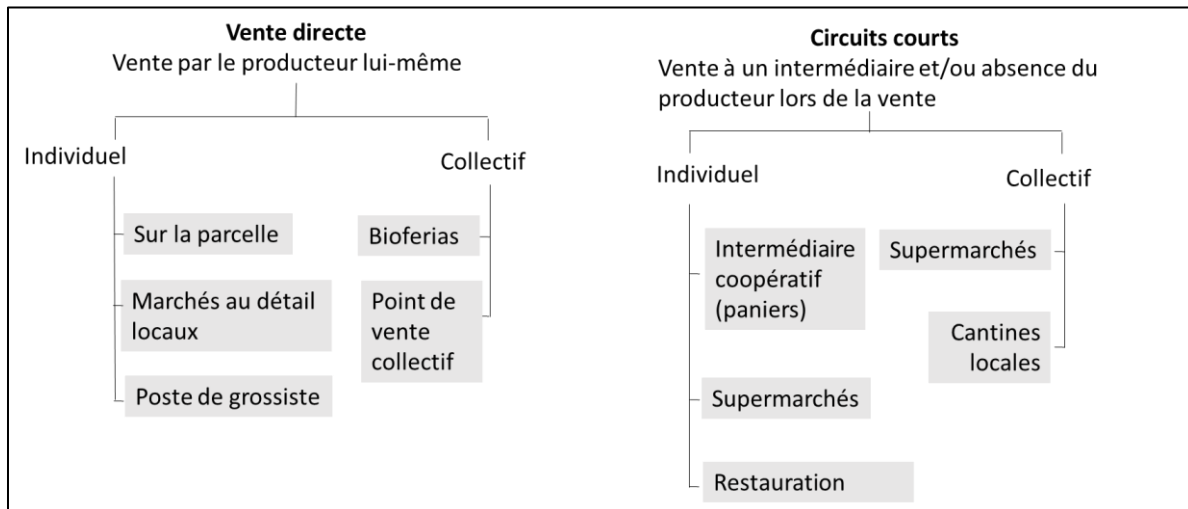 Vente directe
Vente par le producteur lui-même
Individuel
Collectif
Sur la parcelle
Marchés au détail
locaux
Poste de grossiste
Bioferias
Point de
vente
collectif
Circuits courts
Vente à un intermédiaire et/ou absence du
producteur lors de la vente
Individuel
Collectif
Intermédiaire
coopératif
(paniers)
Supermarchés
Restauration
Supermarchés
Cantines
locales